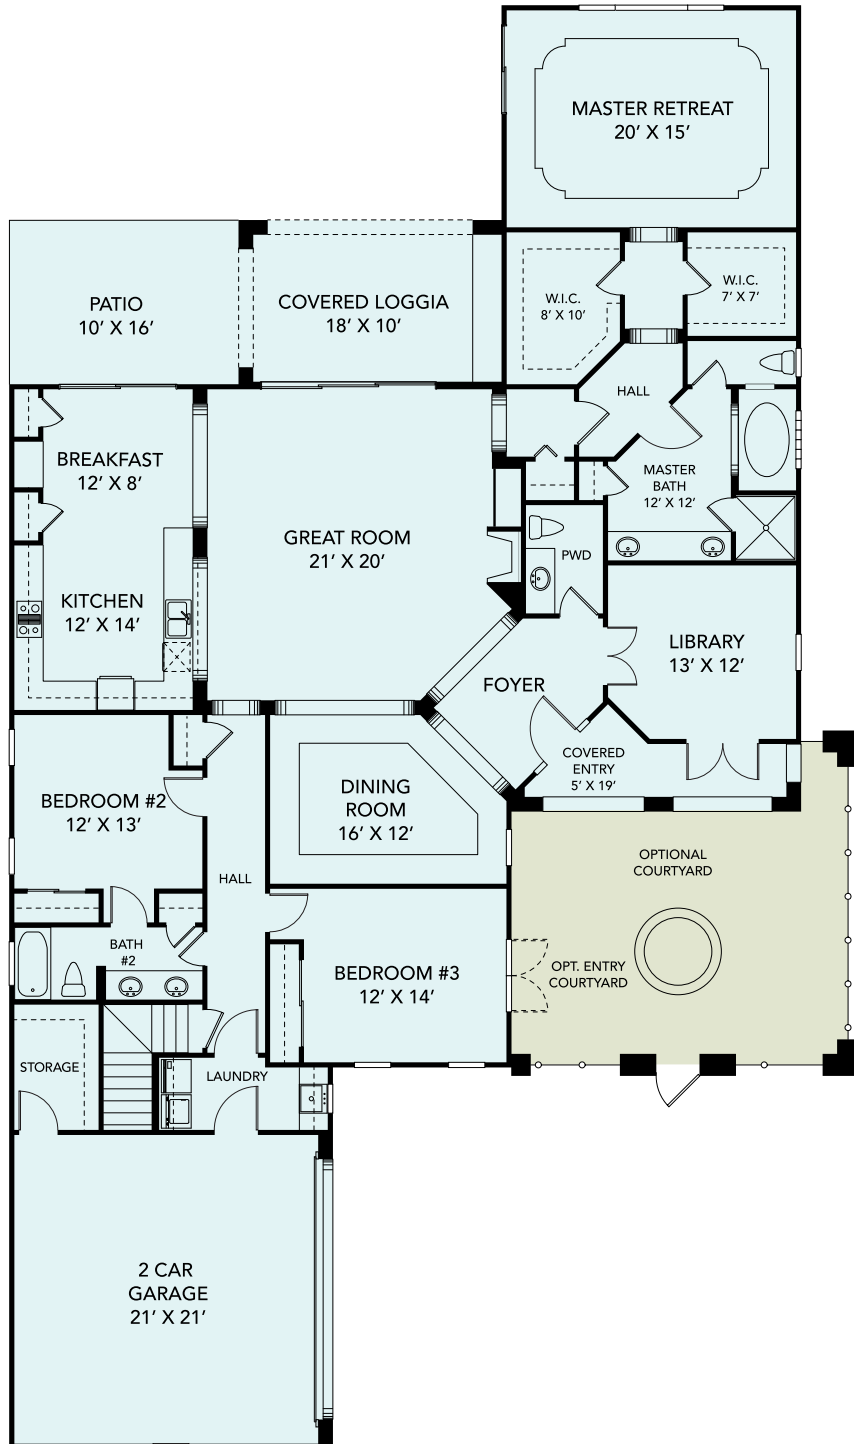 MASTER RETREAT
20' X 15'
W.I.C.
8' X 10'
W.I.C.
7' X 7'
PATIO
10' X 16'
COVERED LOGGIA
18' X 10'
HALL
BREAKFAST
12' X 8'
MASTER
BATH
12' X 12'
GREAT ROOM
21' X 20'
PWD
KITCHEN
12' X 14'
LIBRARY
13' X 12'
FOYER
COVERED
ENTRY
5' X 19'
BEDROOM #2
12' X 13'
DINING
ROOM
16' X 12'
HALL
OPTIONAL
COURTYARD
BATH
#2
BEDROOM #3
12' X 14'
OPT. ENTRY
COURTYARD
STORAGE
LAUNDRY
2 CAR
GARAGE
21' X 21'